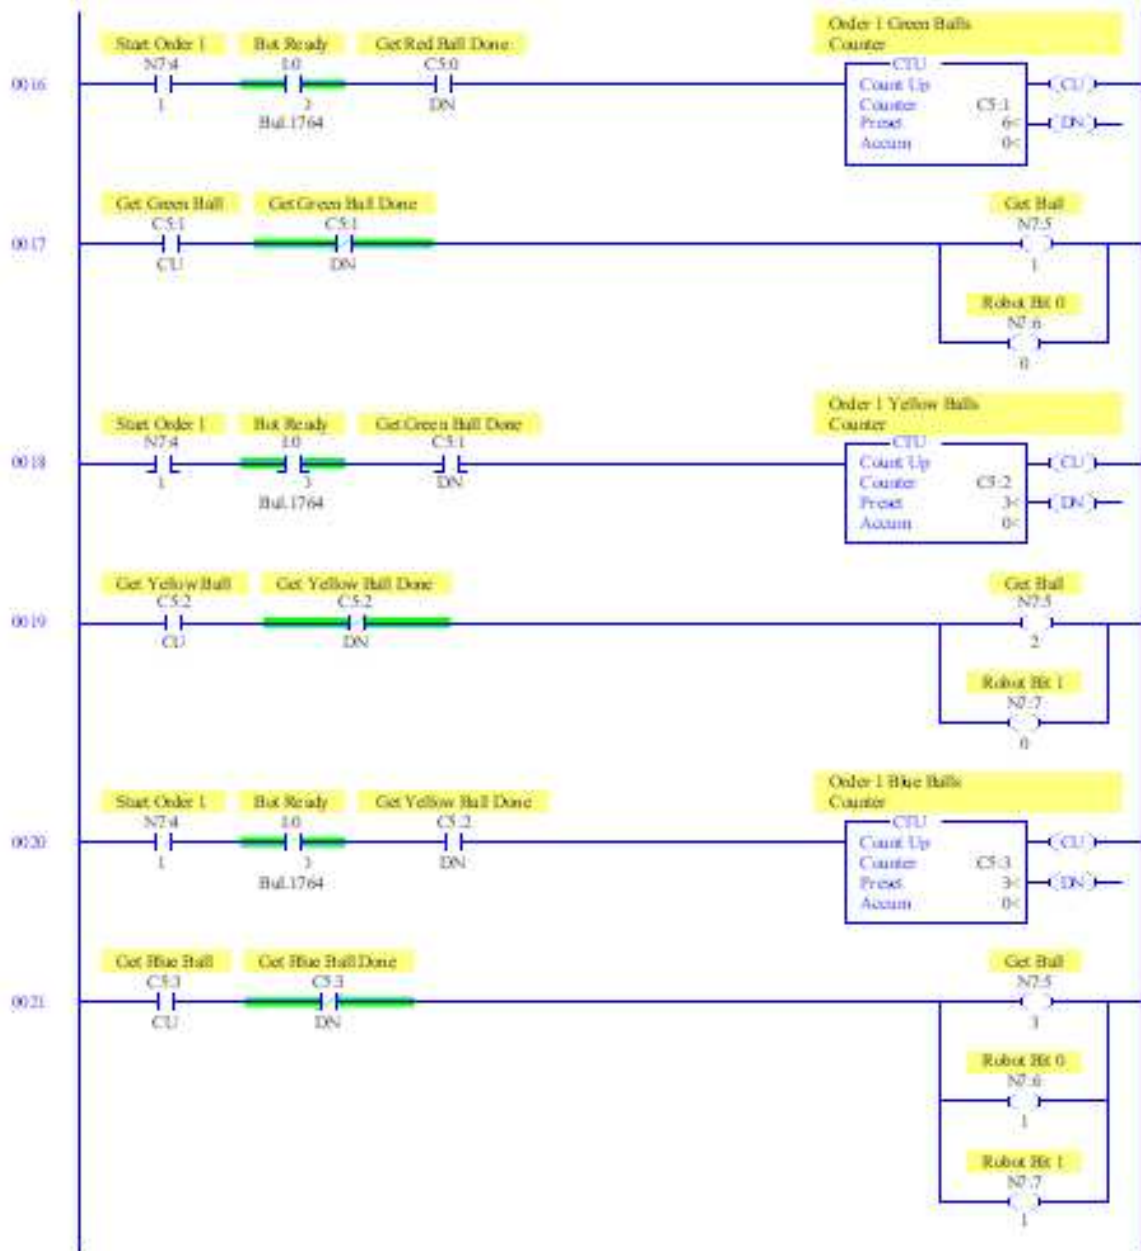 Order 1 Green Balls
Counter
Start Order 1 Bot Ready Get Red Ball Done
N7:4 I:0 C5:0
0016
1 3 DN
Bul.1764
CTU
Count Up
Counter C5:1
Preset 6<
Accum 0<
CU
DN
Get Green Ball Get Green Ball Done Get Ball
C5:1 C5:1 N7:5
0017
CU DN 1
Robot Bit 0
N7:6
0
Order 1 Yellow Balls
Counter
Start Order 1 Bot Ready Get Green Ball Done
N7:4 I:0 C5:1
0018
1 3 DN
Bul.1764
CTU
Count Up
Counter C5:2
Preset 3<
Accum 0<
CU
DN
Get Yellow Ball Get Yellow Ball Done Get Ball
C5:2 C5:2 N7:5
0019
CU DN 2
Robot Bit 1
N7:7
0
Order 1 Blue Balls
Counter
Start Order 1 Bot Ready Get Yellow Ball Done
N7:4 I:0 C5:2
0020
1 3 DN
Bul.1764
CTU
Count Up
Counter C5:3
Preset 3<
Accum 0<
CU
DN
Get Blue Ball Get Blue Ball Done Get Ball
C5:3 C5:3 N7:5
0021
CU DN 3
Robot Bit 0
N7:6
1
Robot Bit 1
N7:7
1